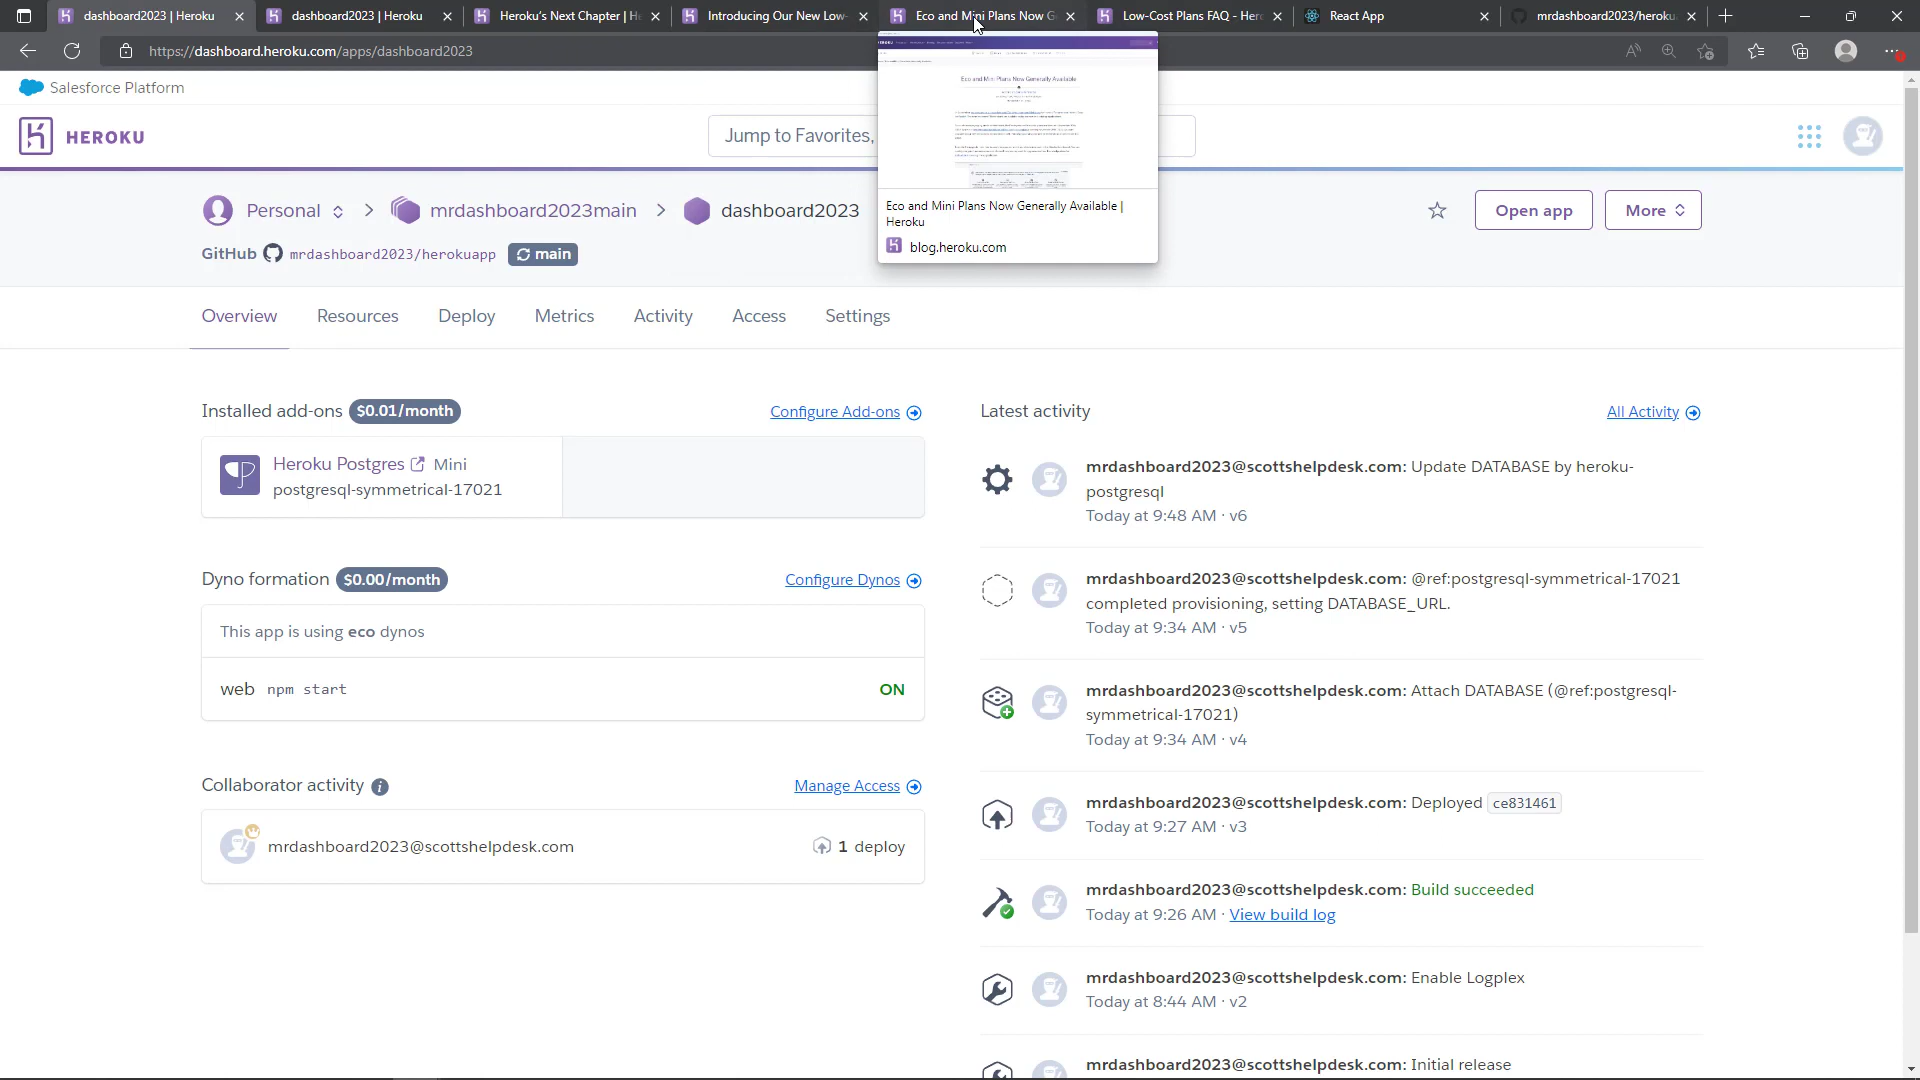 dashboard2023 | Heroku
dashboard2023 | Heroku
Heroku's Next Chapter | H
Introducing Our New Low-
Eco and Mini Plans Now G
Low-Cost Plans FAQ - Her
React App
mrdashboard2023/heroku
https://dashboard.heroku.com/apps/dashboard2023
Salesforce Platform
HEROKU
Jump to Favorites,
Eco and Mini Plans Now Generally Available
Eco and Mini Plans Now Generally Available |
Heroku
blog.heroku.com
Personal > mrdashboard2023main > dashboard2023
Open app
More
GitHub mrdashboard2023/herokuapp main
Overview Resources Deploy Metrics Activity Access Settings
Installed add-ons $0.01/month
Configure Add-ons
Heroku Postgres Mini
postgresql-symmetrical-17021
Dyno formation $0.00/month
Configure Dynos
This app is using eco dynos
web npm start ON
Collaborator activity
Manage Access
mrdashboard2023@scottshelpdesk.com
1 deploy
Latest activity
All Activity
mrdashboard2023@scottshelpdesk.com: Update DATABASE by heroku-
postgresql
Today at 9:48 AM · v6
mrdashboard2023@scottshelpdesk.com: @ref:postgresql-symmetrical-17021
completed provisioning, setting DATABASE_URL.
Today at 9:34 AM · v5
mrdashboard2023@scottshelpdesk.com: Attach DATABASE (@ref:postgresql-
symmetrical-17021)
Today at 9:34 AM · v4
mrdashboard2023@scottshelpdesk.com: Deployed ce831461
Today at 9:27 AM · v3
mrdashboard2023@scottshelpdesk.com: Build succeeded
Today at 9:26 AM · View build log
mrdashboard2023@scottshelpdesk.com: Enable Logplex
Today at 8:44 AM · v2
mrdashboard2023@scottshelpdesk.com: Initial release